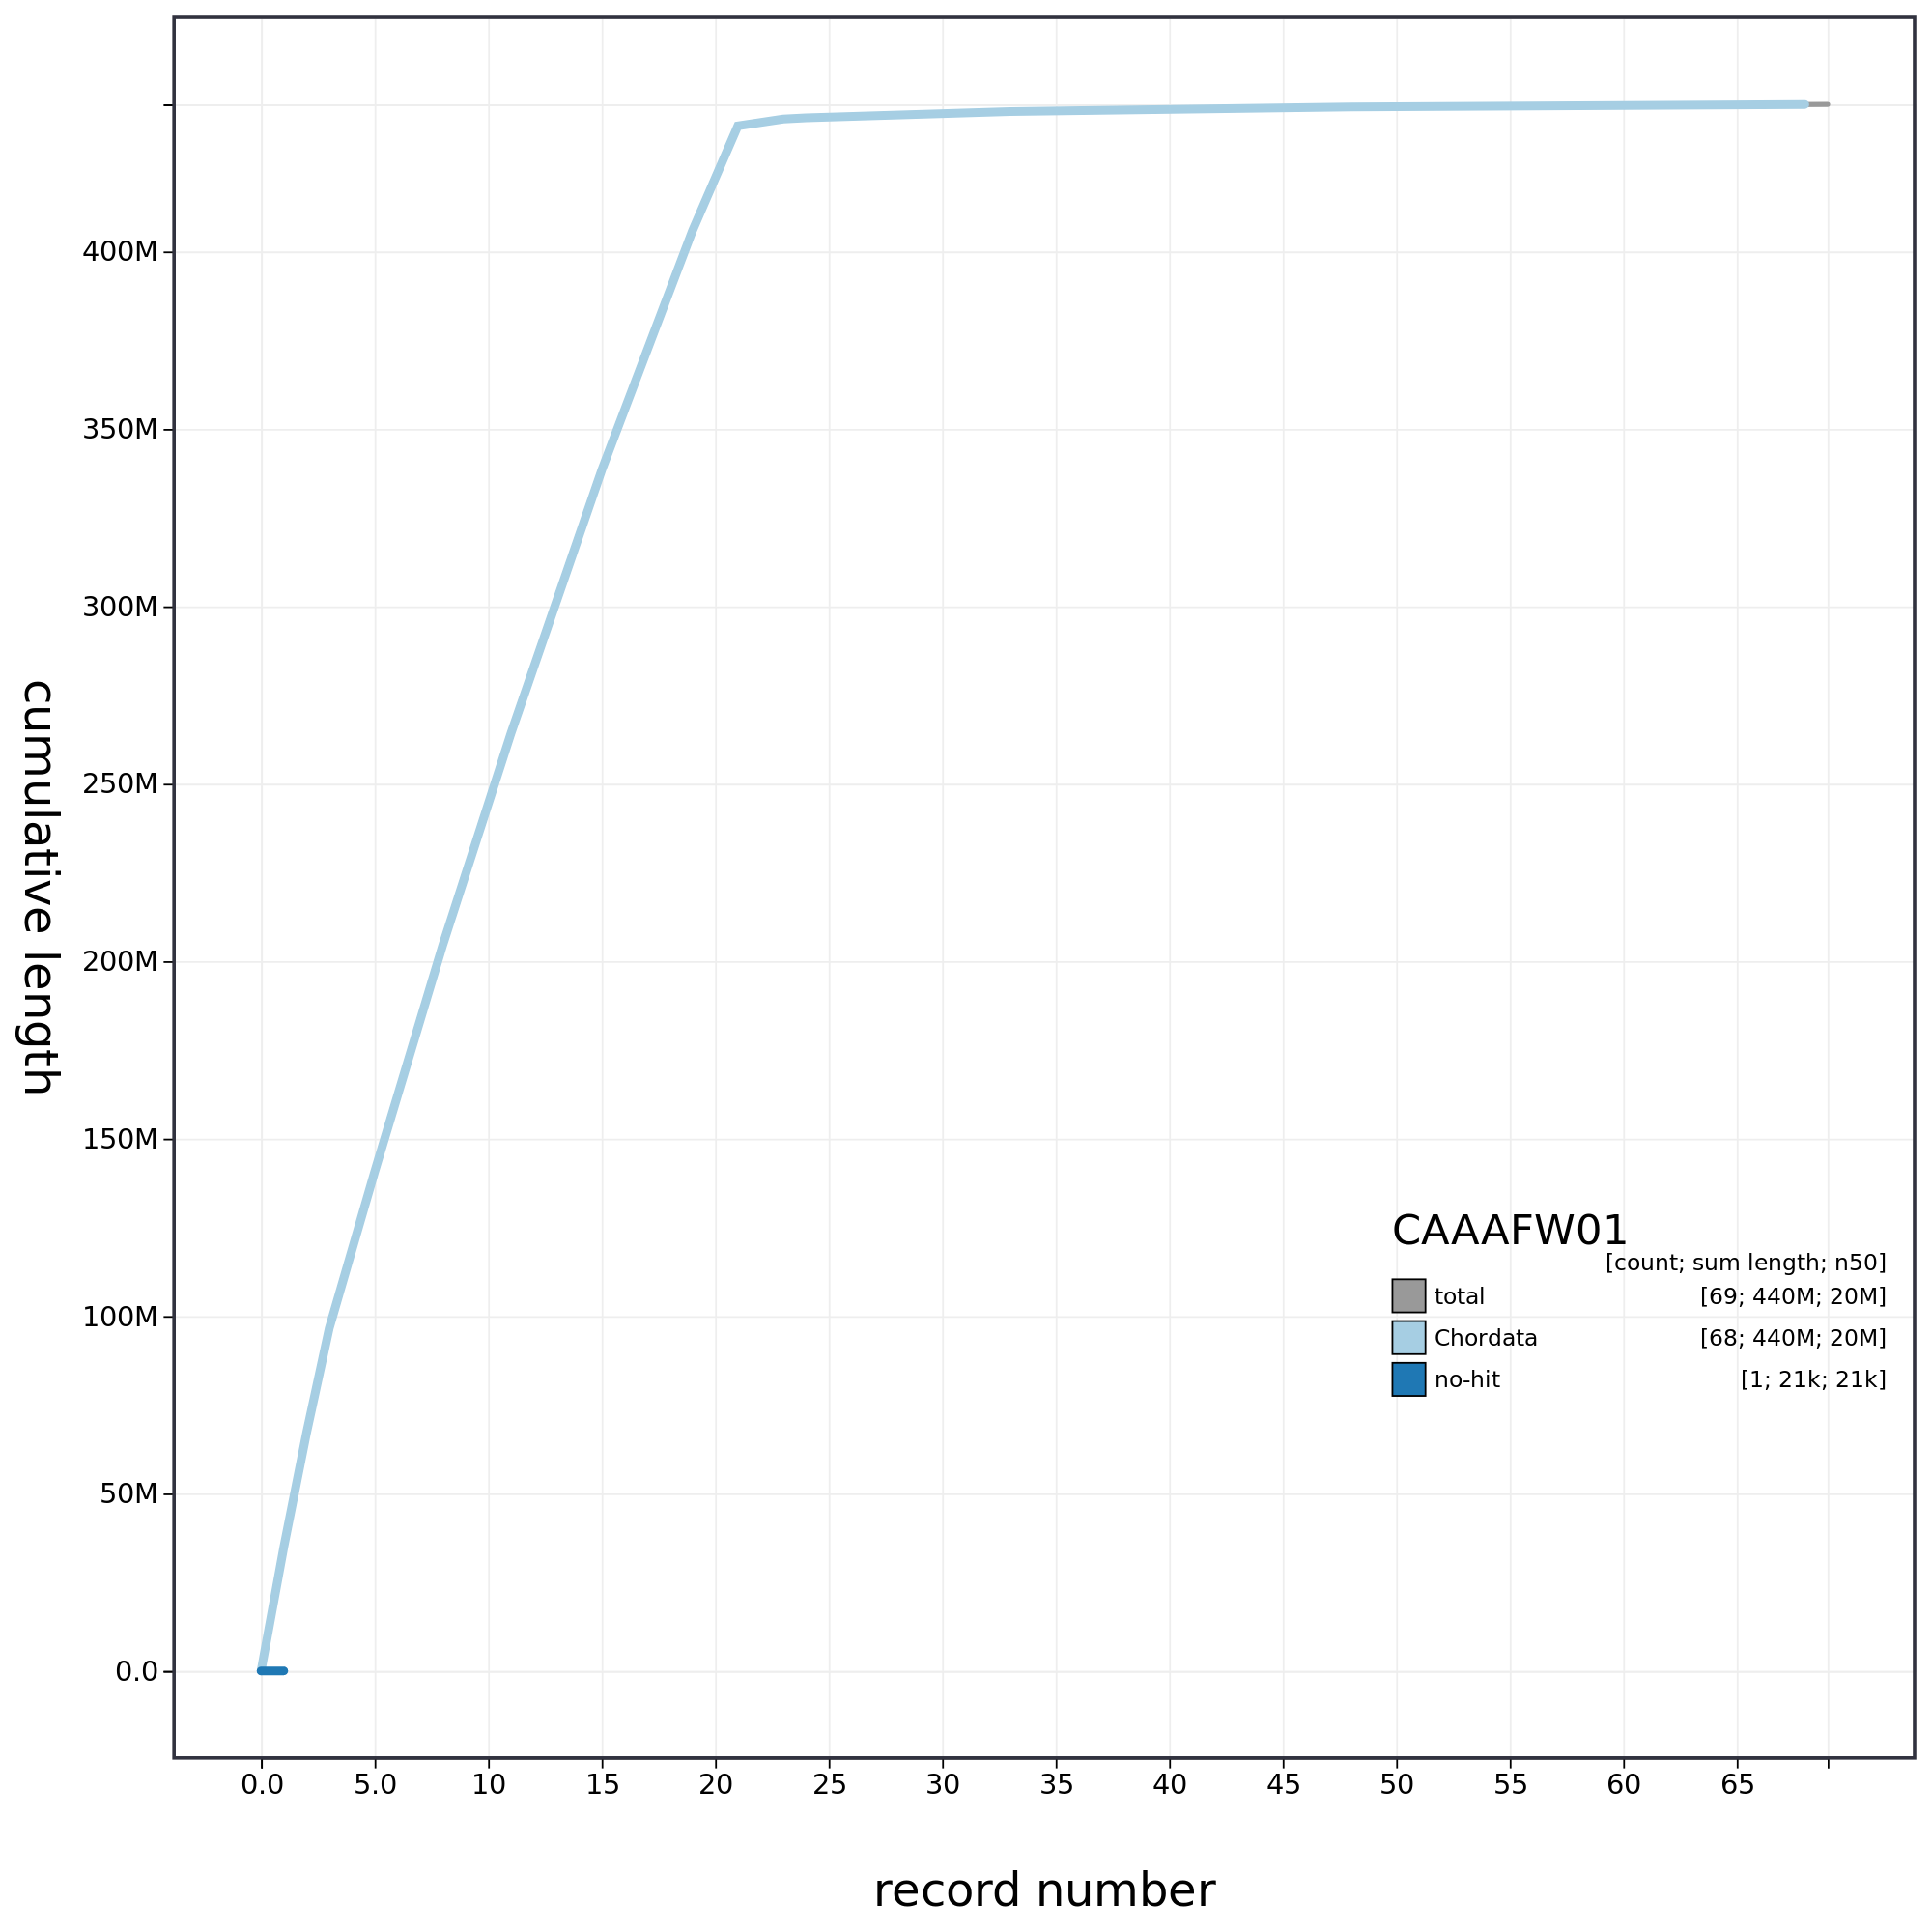 cumulative length
400M
350M
300M
250M
200M
150M
100M
50M
0.0
0.0 5.0 10 15 20 25 30 35 40 45 50 55 60 65
record number
CAAAFW01
[count; sum length; n50]
total [69; 440M; 20M]
Chordata [68; 440M; 20M]
no-hit [1; 21k; 21k]